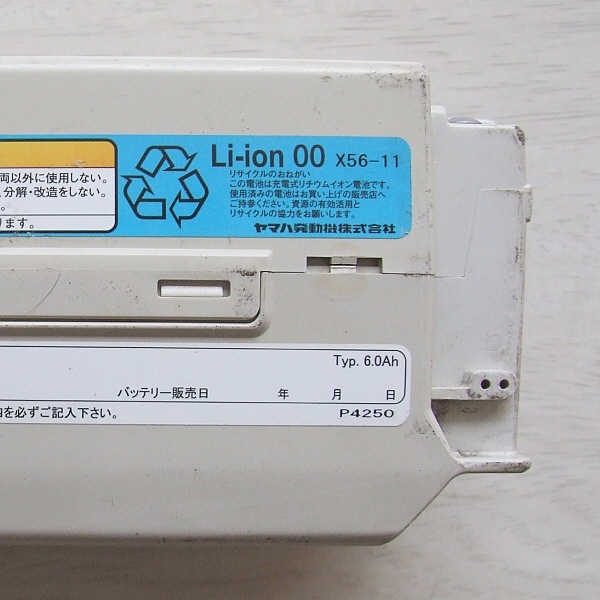 両以外に使用しない。
分解・改造をしない。
ります。
Li-ion 00 X56-11
リサイクルのおねがい
この電池は充電式リチウムイオン電池です。
使用済みの電池はお買い上げの販売店へ
ご持参ください。資源の有効活用と
リサイクルの協力をお願いします。
ヤマハ発動機株式会社
Typ. 6.0Ah
バッテリー販売日 年 月 日
を必ずご記入下さい。
P4250